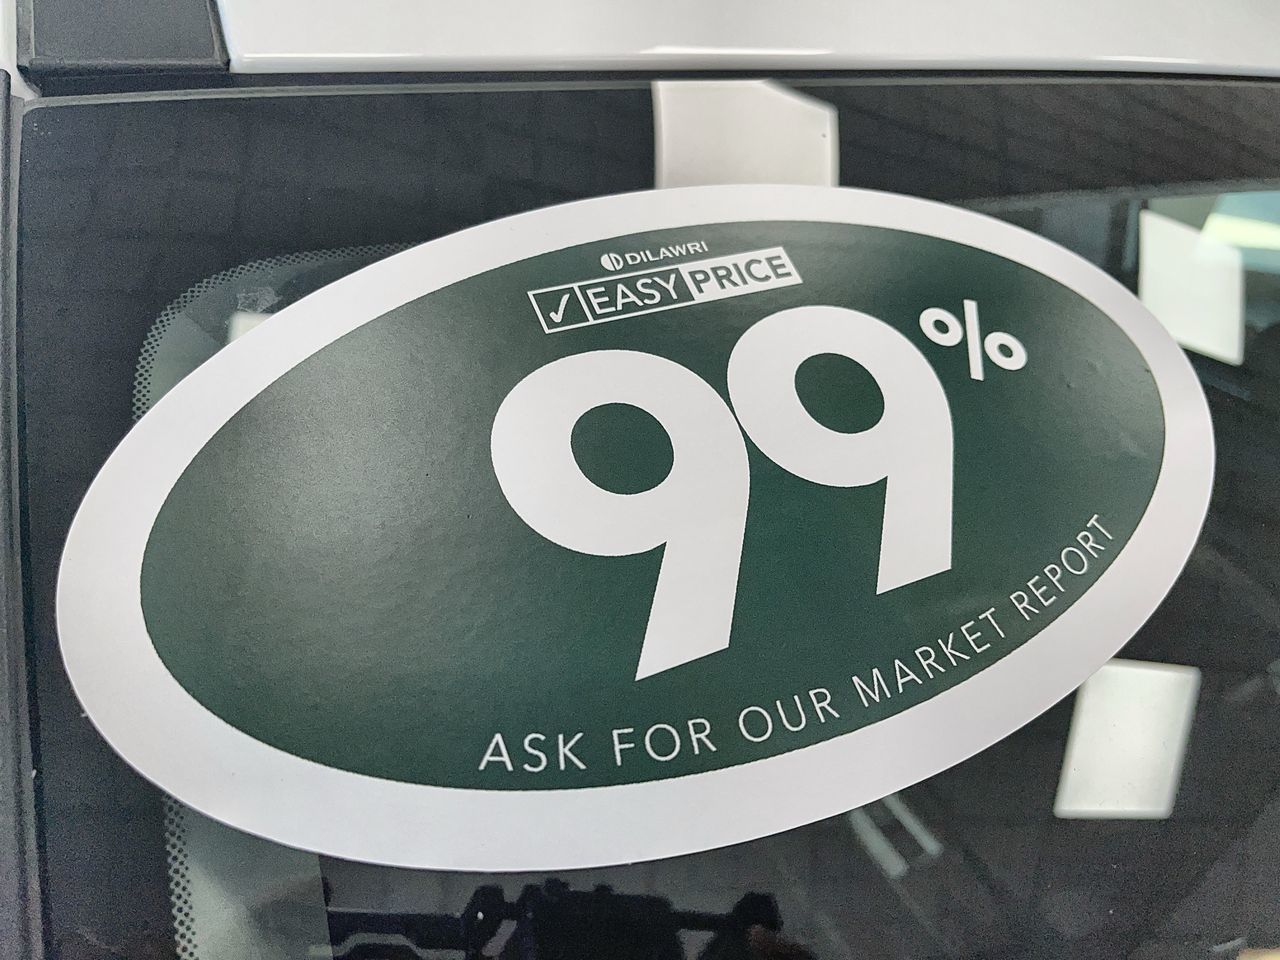 DILAWRI
✓ EASY PRICE
99%
ASK FOR OUR MARKET REPORT